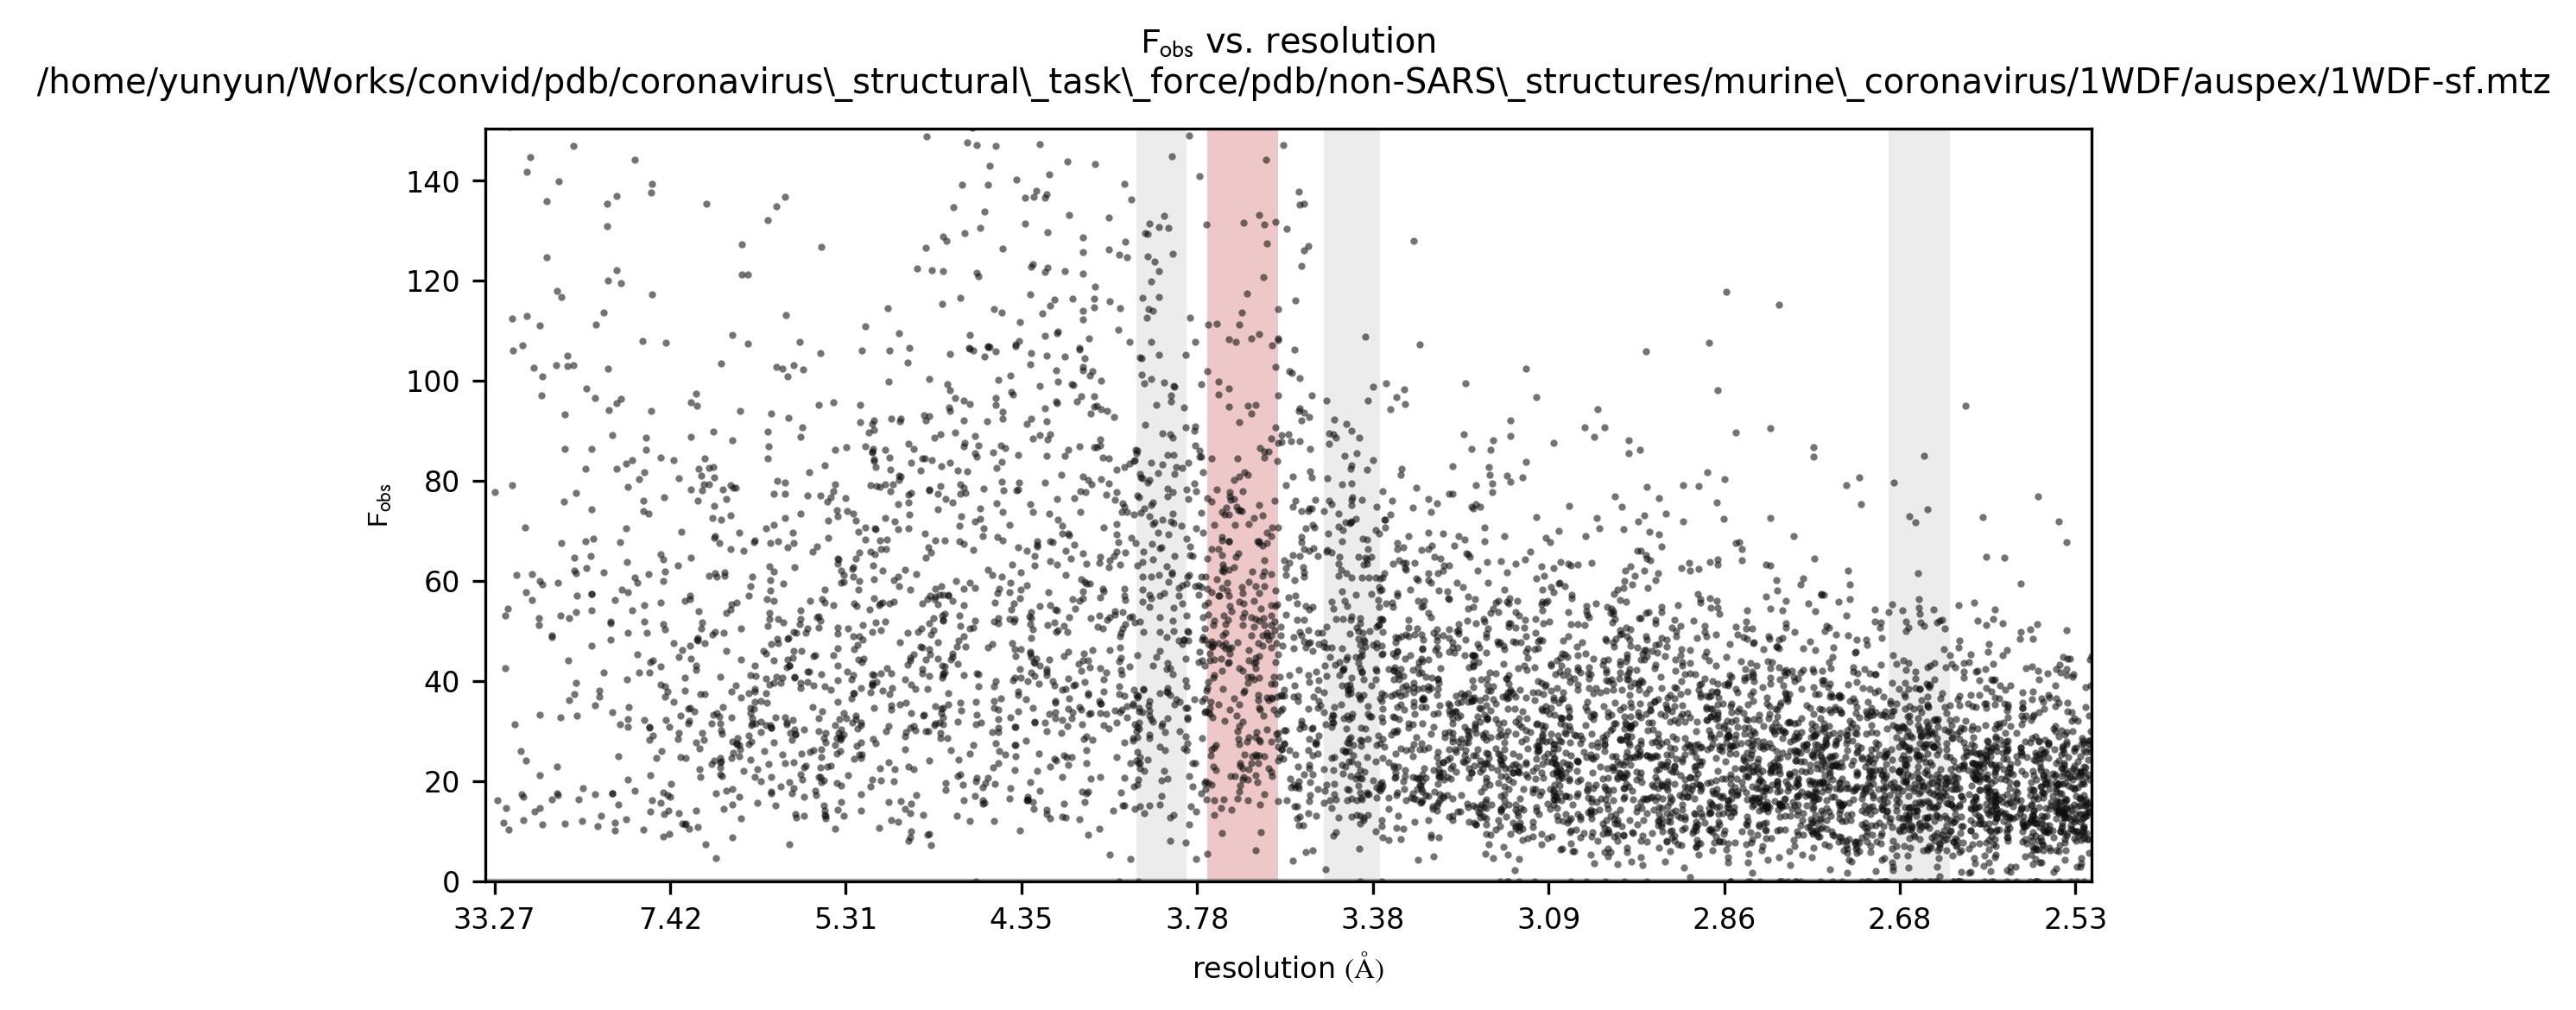 F_obs vs. resolution
/home/yunyun/Works/convid/pdb/coronavirus\_structural\_task\_force/pdb/non-SARS\_structures/murine\_coronavirus/1WDF/auspex/1WDF-sf.mtz
140
120
100
80
60
40
20
0
F_obs
33.27 7.42 5.31 4.35 3.78 3.38 3.09 2.86 2.68 2.53
resolution (Å)